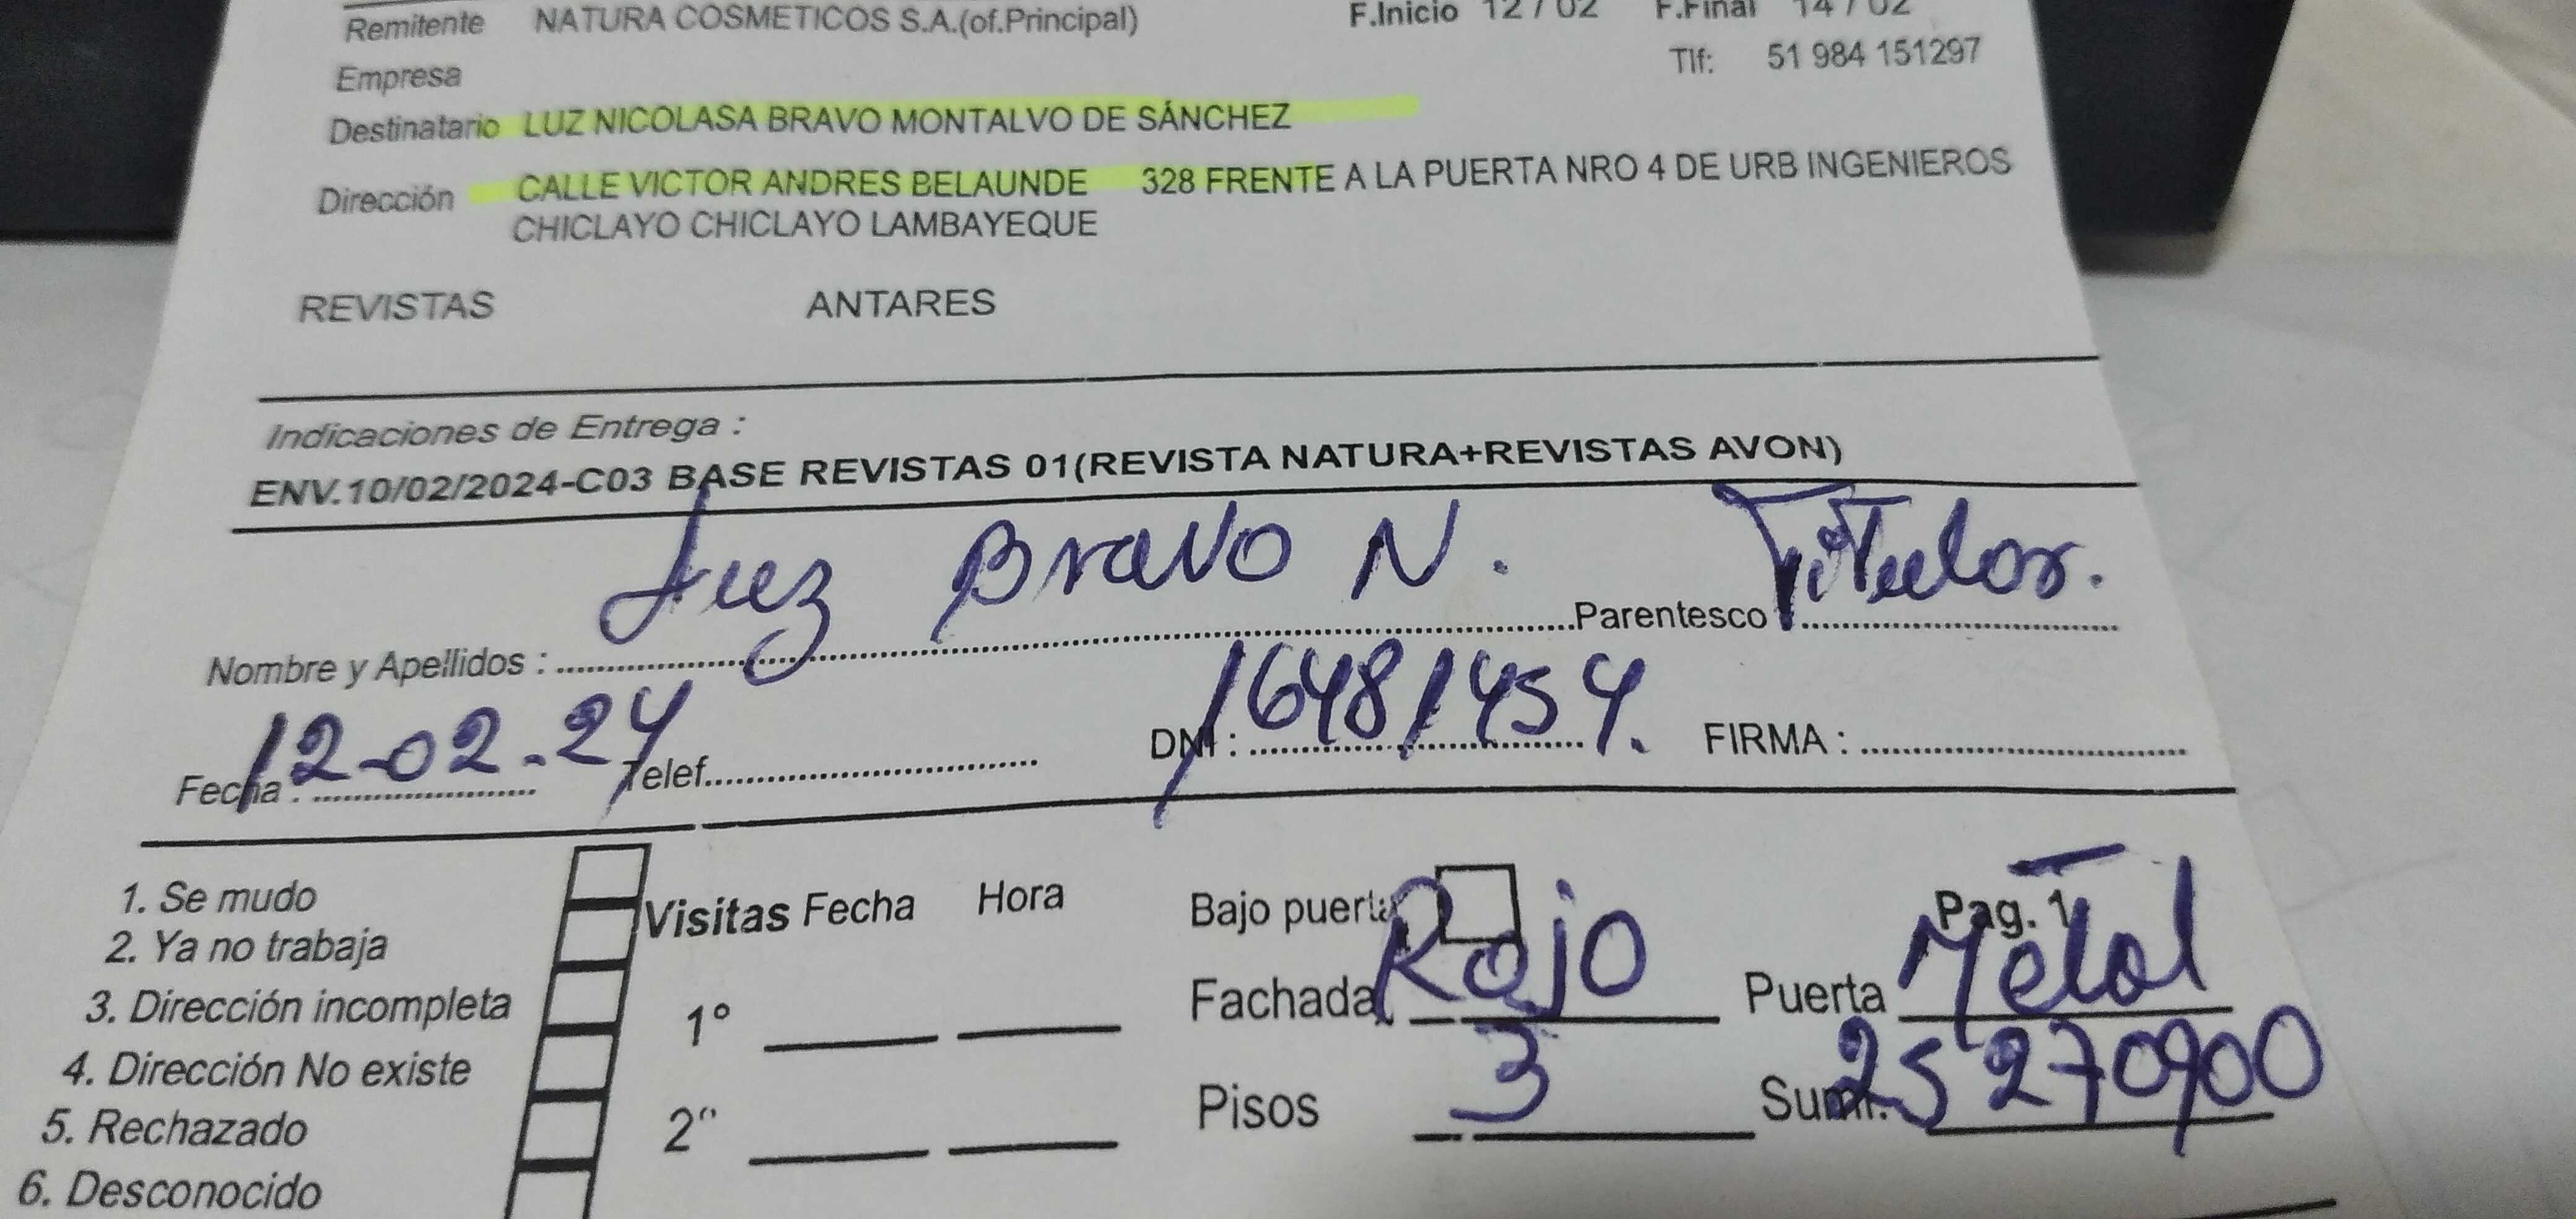 Remitente NATURA COSMETICOS S.A.(of.Principal) F.Inicio 12 / 02 F.Final 14 / 02
Empresa Tlf: 51 984 151297
Destinatario LUZ NICOLASA BRAVO MONTALVO DE SÁNCHEZ
Dirección CALLE VICTOR ANDRES BELAUNDE 328 FRENTE A LA PUERTA NRO 4 DE URB INGENIEROS
CHICLAYO CHICLAYO LAMBAYEQUE
REVISTAS ANTARES
Indicaciones de Entrega :
ENV.10/02/2024-C03 BASE REVISTAS 01(REVISTA NATURA+REVISTAS AVON)
Nombre y Apellidos : Luz Bravo N. Parentesco Titular.
Fecha : 12-02-24 Telef. DNI : 16481454. FIRMA :
1. Se mudo
2. Ya no trabaja
3. Dirección incompleta
4. Dirección No existe
5. Rechazado
6. Desconocido
Visitas Fecha Hora
1°
2°
Bajo puerta Pag. 1
Fachada Rojo Puerta Metal
Pisos 3 Sumi. 25270900